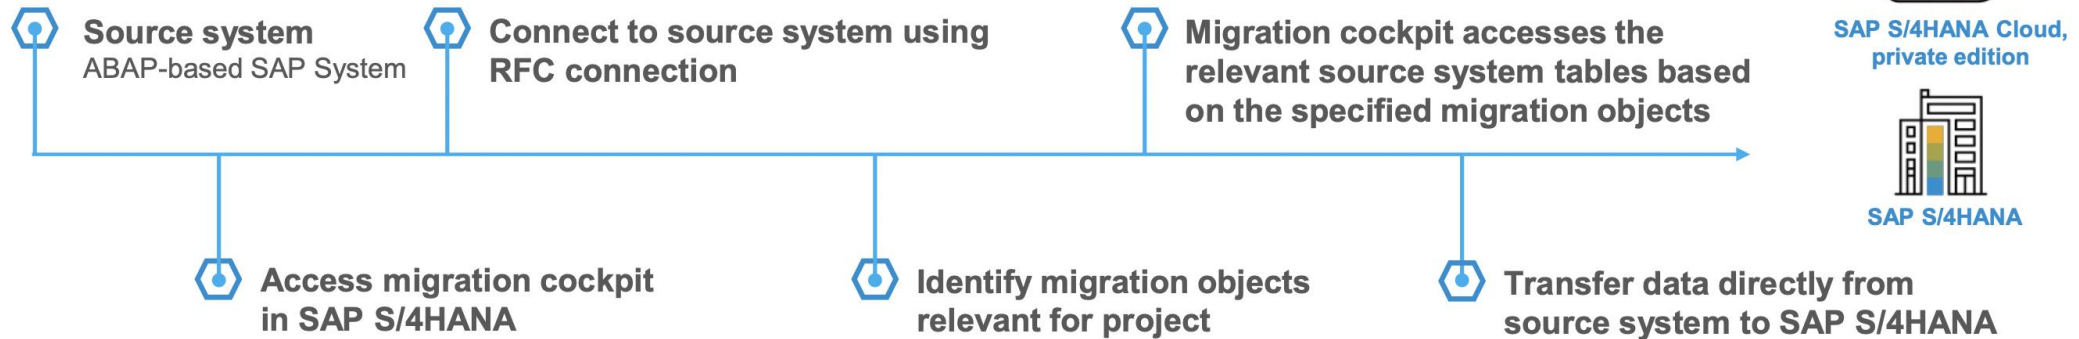 Source system
ABAP-based SAP System
Access migration cockpit
in SAP S/4HANA
Connect to source system using
RFC connection
Identify migration objects
relevant for project
Migration cockpit accesses the
relevant source system tables based
on the specified migration objects
Transfer data directly from
source system to SAP S/4HANA
SAP S/4HANA Cloud,
private edition
SAP S/4HANA